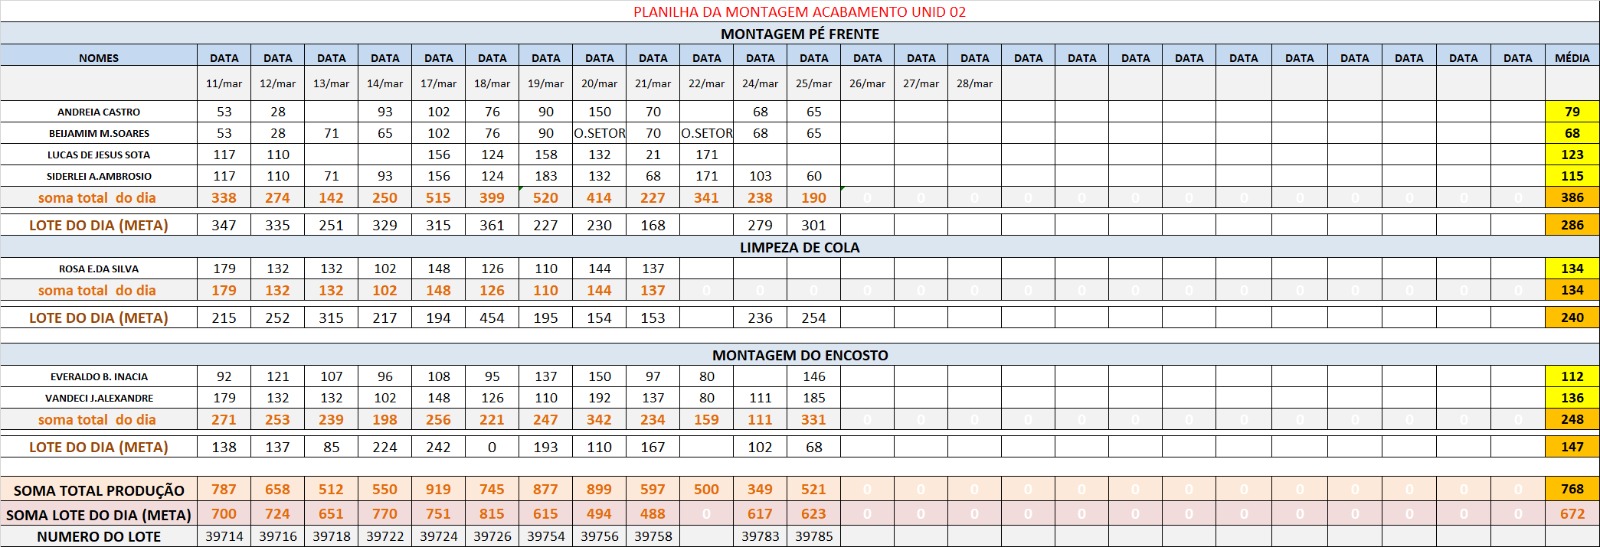 PLANILHA DA MONTAGEM ACABAMENTO UNID 02
MONTAGEM PÉ FRENTE
NOMES DATA DATA DATA DATA DATA DATA DATA DATA DATA DATA DATA DATA DATA DATA DATA DATA DATA DATA DATA DATA DATA DATA DATA DATA DATA MÉDIA
11/mar 12/mar 13/mar 14/mar 17/mar 18/mar 19/mar 20/mar 21/mar 22/mar 24/mar 25/mar 26/mar 27/mar 28/mar
ANDREIA CASTRO 53 28 93 102 76 90 150 70 68 65 79
BEIJAMIM M.SOARES 53 28 71 65 102 76 90 O.SETOR 70 O.SETOR 68 65 68
LUCAS DE JESUS SOTA 117 110 156 124 158 132 21 171 123
SIDERLEI A.AMBROSIO 117 110 71 93 156 124 183 132 68 171 103 60 115
soma total do dia 338 274 142 250 515 399 520 414 227 341 238 190 0 0 0 0 0 0 0 0 0 0 0 0 0 386
LOTE DO DIA (META) 347 335 251 329 315 361 227 230 168 279 301 286
LIMPEZA DE COLA
ROSA E.DA SILVA 179 132 132 102 148 126 110 144 137 134
soma total do dia 179 132 132 102 148 126 110 144 137 0 0 0 0 0 0 0 0 0 0 0 0 0 0 0 0 134
LOTE DO DIA (META) 215 252 315 217 194 454 195 154 153 236 254 240
MONTAGEM DO ENCOSTO
EVERALDO B. INACIA 92 121 107 96 108 95 137 150 97 80 146 112
VANDECI J.ALEXANDRE 179 132 132 102 148 126 110 192 137 80 111 185 136
soma total do dia 271 253 239 198 256 221 247 342 234 159 111 331 0 0 0 0 0 0 0 0 0 0 0 0 0 248
LOTE DO DIA (META) 138 137 85 224 242 0 193 110 167 102 68 147
SOMA TOTAL PRODUÇÃO 787 658 512 550 919 745 877 899 597 500 349 521 0 0 0 0 0 0 0 0 0 0 0 0 0 768
SOMA LOTE DO DIA (META) 700 724 651 770 751 815 615 494 488 0 617 623 0 0 0 0 0 0 0 0 0 0 0 0 0 672
NUMERO DO LOTE 39714 39716 39718 39722 39724 39726 39754 39756 39758 39783 39785